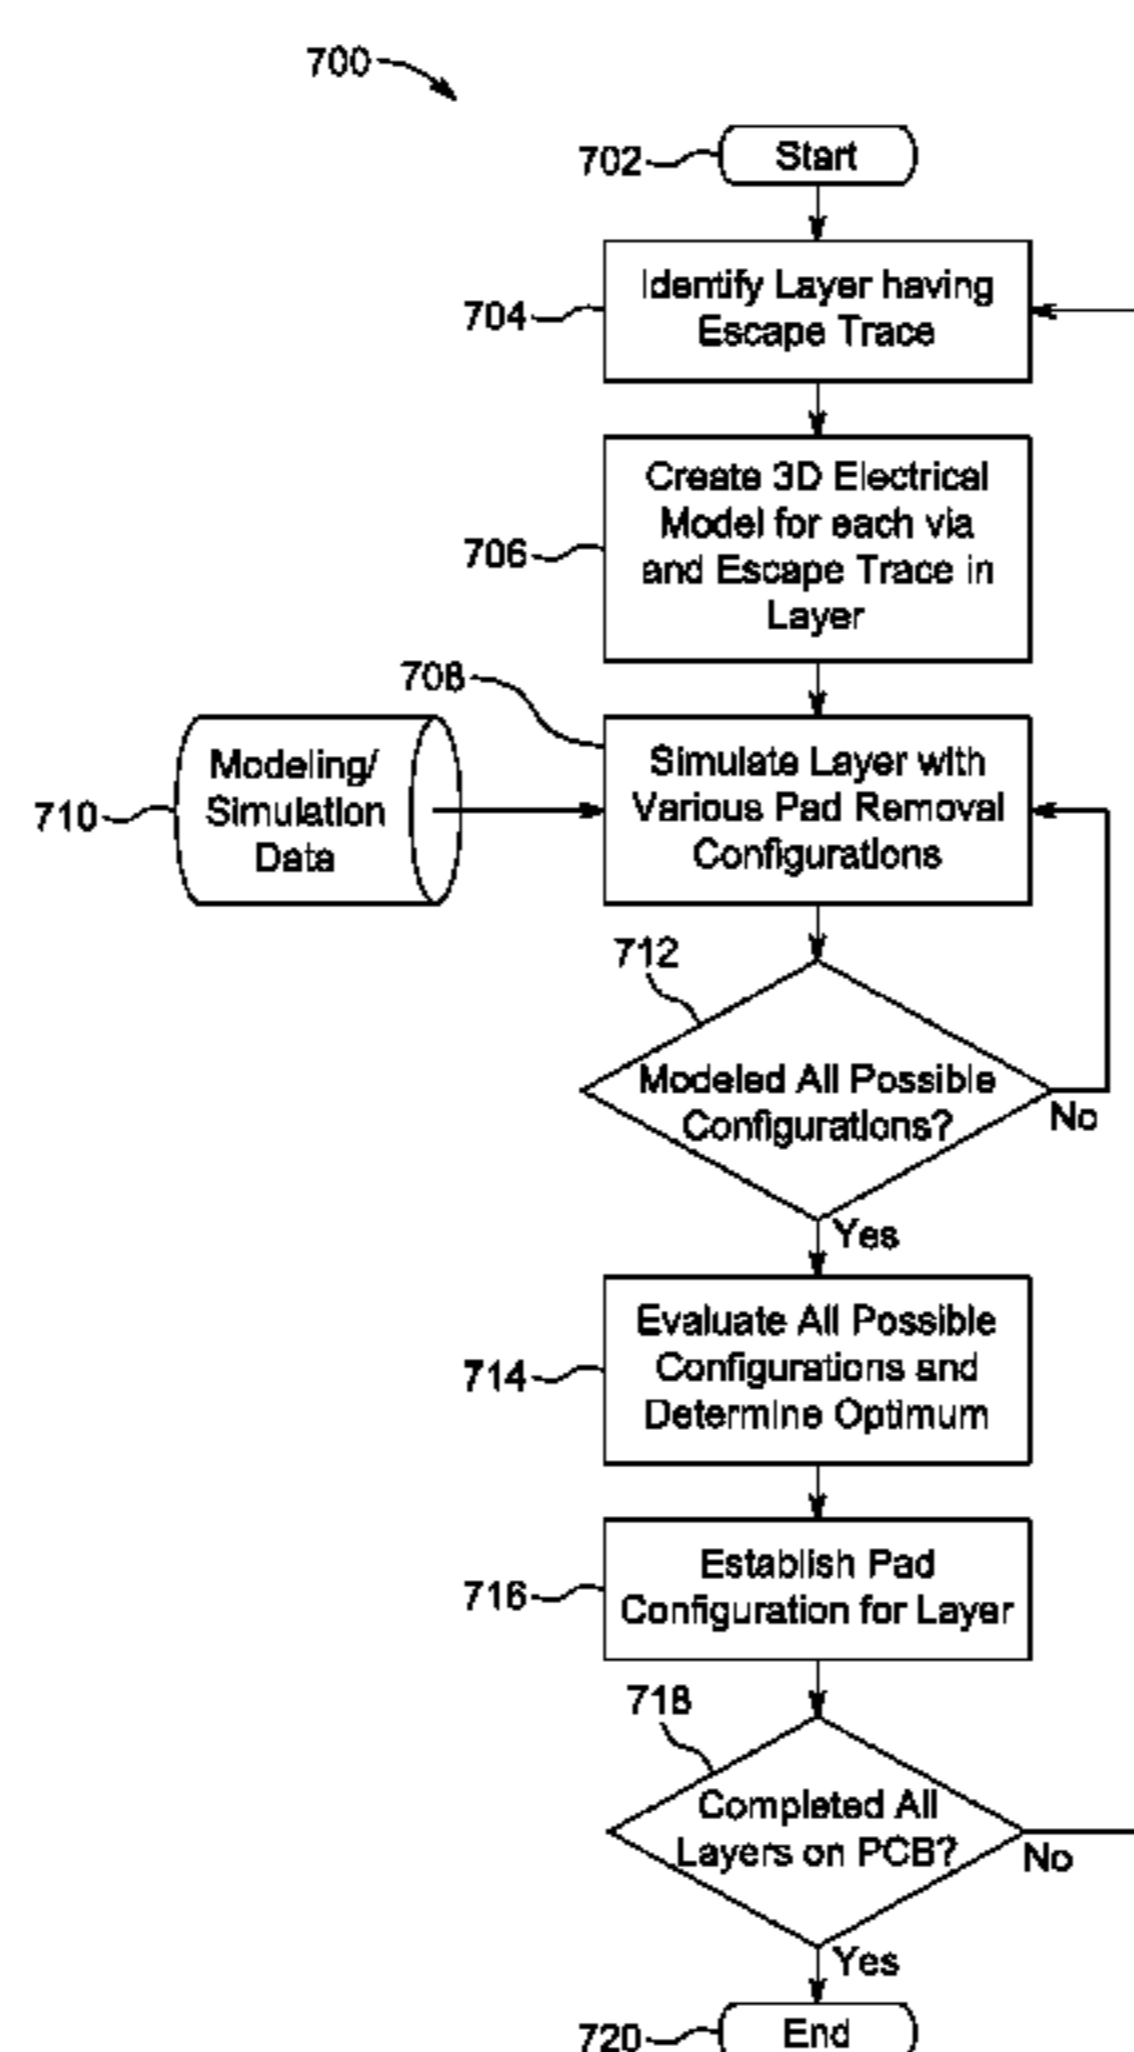 700
702
Start
704
Identify Layer having
Escape Trace
706
Create 3D Electrical
Model for each via
and Escape Trace in
Layer
708
710
Modeling/
Simulation
Data
Simulate Layer with
Various Pad Removal
Configurations
712
Modeled All Possible
Configurations?
No
Yes
714
Evaluate All Possible
Configurations and
Determine Optimum
716
Establish Pad
Configuration for Layer
718
Completed All
Layers on PCB?
No
Yes
720
End